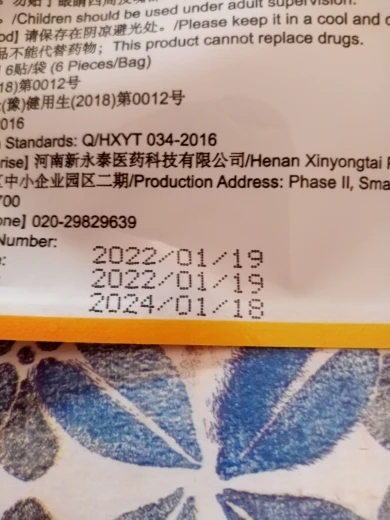 . /Children should be used under adult supervision.
] 请保存在阴凉避光处。/Please keep it in a cool and
品不能代替药物；This product cannot replace drugs.
6贴/袋 (6 Pieces/Bag)
18)第0012号
(豫)健用生(2018)第0012号
2016
Standards: Q/HXYT 034-2016
rise] 河南新永泰医药科技有限公司/Henan Xinyongtai
区中小企业园区二期/Production Address: Phase II,
700
one] 020-29829639
Number:
2022/01/19
2022/01/19
2024/01/18